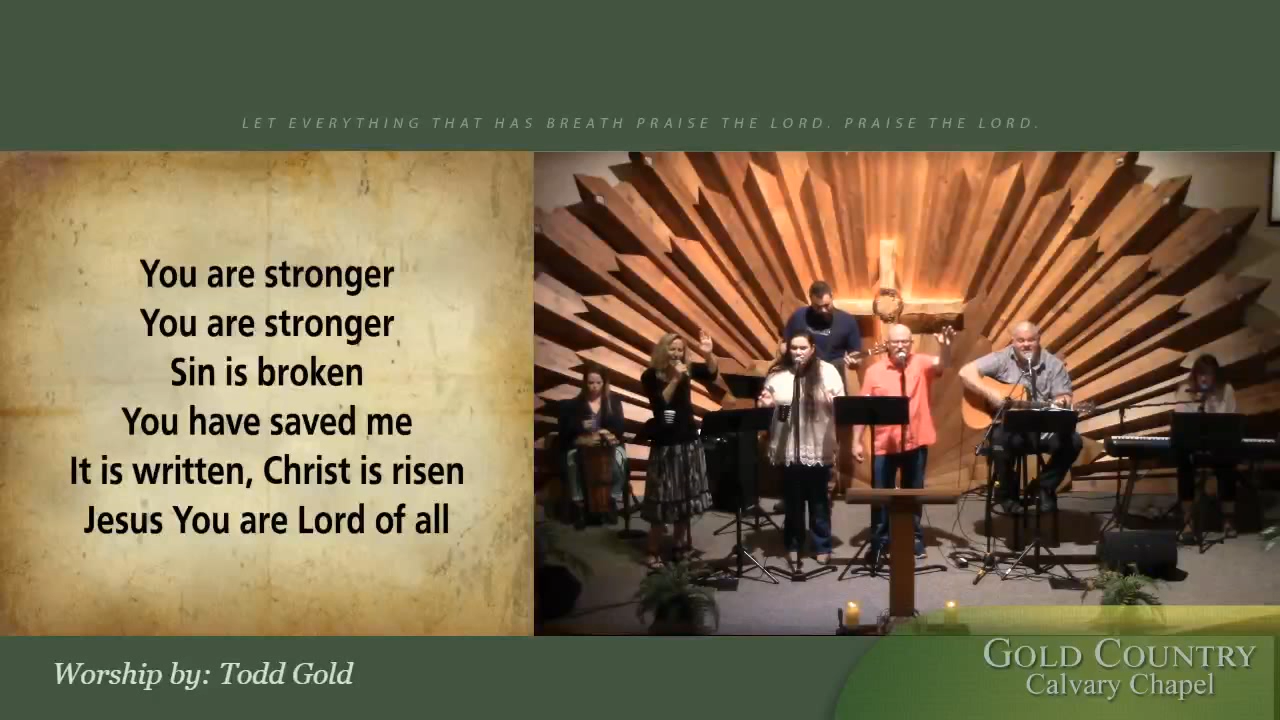 LET EVERYTHING THAT HAS BREATH PRAISE THE LORD. PRAISE THE LORD.
You are stronger
You are stronger
Sin is broken
You have saved me
It is written, Christ is risen
Jesus You are Lord of all
Worship by: Todd Gold
GOLD COUNTRY
Calvary Chapel